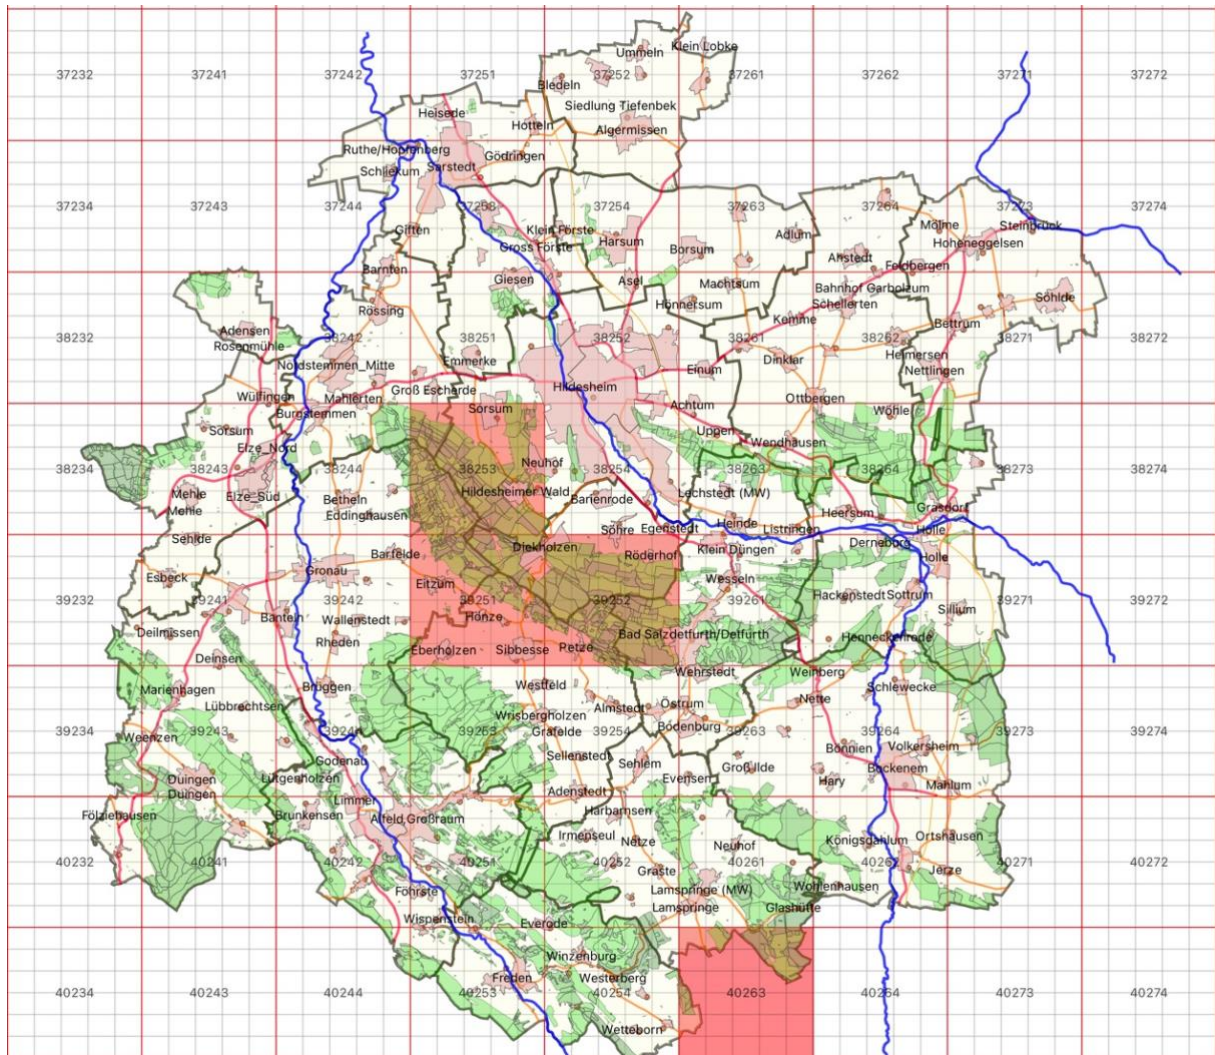 Ummeln Klein Lobke
37232 37241 37242 37251 37252 37261 37262 37271 37272
Bledeln
Siedlung Tiefenbek
Heisede
Hotteln Algermissen
Ruthe/Hopfenberg
Gödringen
Sarstedt
Schliekum
37234 37243 37244 37253 37254 37263 37264 37273 37274
Giften Klein Förste Harsum Adlum Mölme Steinbrück
Gross Förste Borsum Hoheneggelsen
Ahstedt
Barnten Feldbergen
Giesen Asel Machtsum Bahnhof Garbolzum
Rössing Hönnersum Schellerten Söhlde
Adensen Kemme Bettrum
38232 Rosenmühle 38242 38251 38252 38261 38262 38271 38272
Nordstemmen_Mitte Emmerke Dinklar Heimersen
Einum Nettlingen
Groß Escherde Hildesheim
Wülfingen Mahlerten Ottbergen
Burgstemmen Sorsum Achtum Wöhle
Sorsum Uppen
Elze_Nord Wendhausen
38234 38243 38244 38253 Neuhof 38254 38263 38264 38273 38274
Mehle Elze_Süd Betheln Hildesheimer Wald Barienrode Lechstedt (MW)
Mehle Eddinghausen Heersum Grasdorf
Sehlde Söhre Egenstedt Heinde Listringen Holle
Barfelde Diekholzen Röderhof Klein Düngen Derneburg Holle
Esbeck Gronau Eitzum Wesseln
39241 39242 39251 39252 39261 Hackenstedt Sottrum 39271 39272
Banteln Wallenstedt Hönze Sillium
Deilmissen Rheden Bad Salzdetfurth/Detfurth Henneckenrode
Deinsen Eberholzen Sibbesse Petze
Wehrstedt Weinberg
Marienhagen Brüggen Westfeld Schlewecke
Lübbrechtsen Wrisbergholzen Almstedt Östrum Nette
Bodenburg
39234 Weenzen 39243 Grafelde 39254 39263 39264 39273 39274
Bönnien Volkersheim
Godenau Sellenstedt Sehlem Groß Ilde
Duingen Lütgenholzen Evensen Hary Bockenem
Duingen Adenstedt Mahlum
Limmer
Fölziehausen Brunkensen Alfeld Großraum Harbarnsen
Irmenseul Netze Neuhof Königsdahlum Ortshausen
40232 40241 40242 40251 40252 40261 40262 40271 40272
Graste Jerze
Föhrste Lamspringe (MW) Wohlenhausen
Wispenstein Lamspringe Glashütte
Everode
Winzenburg
Freden Westerberg
40234 40243 40244 40253 40254 40263 40264 40273 40274
Wetteborn